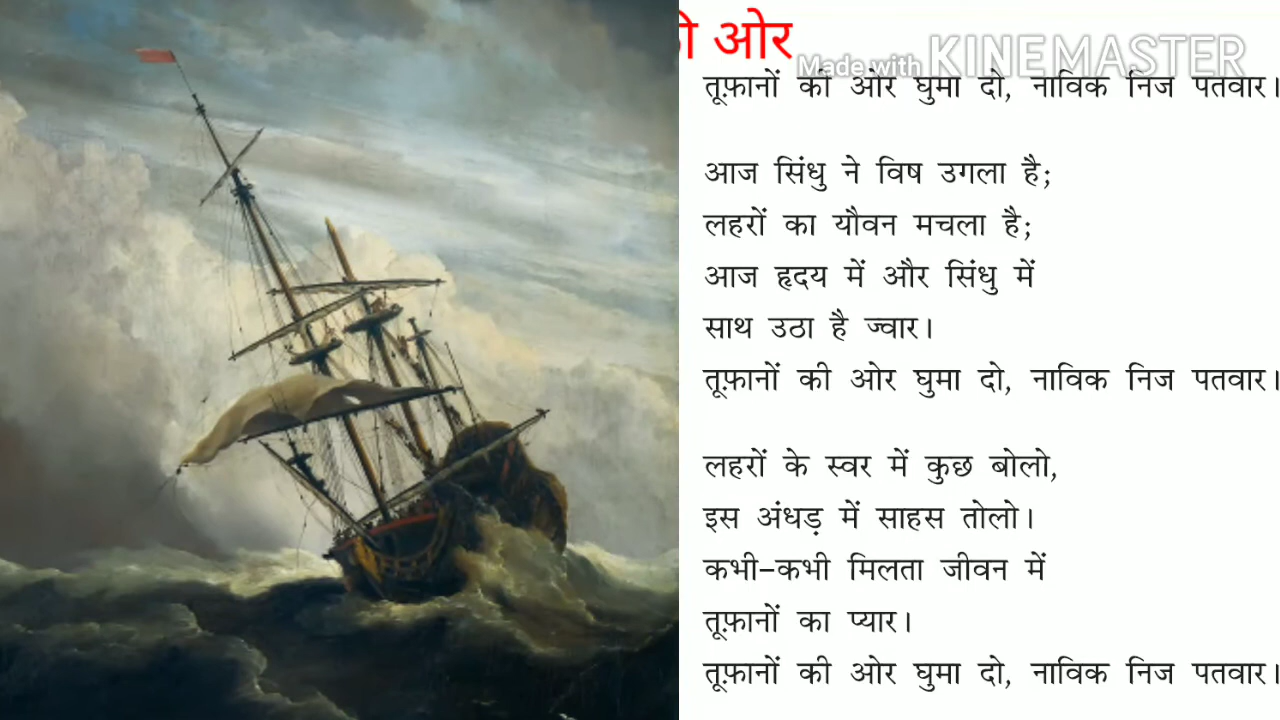 ओर
Made with KINEMASTER
तूफ़ानों की ओर घुमा दो, नाविक निज पतवार।
आज सिंधु ने विष उगला है;
लहरों का यौवन मचला है;
आज हृदय में और सिंधु में
साथ उठा है ज्वार।
तूफ़ानों की ओर घुमा दो, नाविक निज पतवार।
लहरों के स्वर में कुछ बोलो,
इस अंधड़ में साहस तोलो।
कभी-कभी मिलता जीवन में
तूफ़ानों का प्यार।
तूफ़ानों की ओर घुमा दो, नाविक निज पतवार।